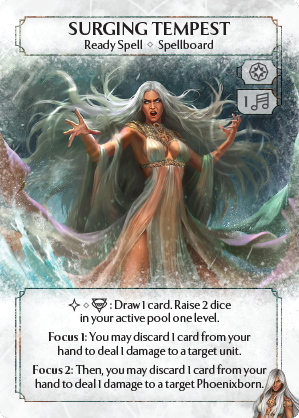 SURGING TEMPEST
Ready Spell ⋄ Spellboard
1
⋄ : Draw 1 card. Raise 2 dice
in your active pool one level.
Focus 1: You may discard 1 card from your
hand to deal 1 damage to a target unit.
Focus 2: Then, you may discard 1 card from your
hand to deal 1 damage to a target Phoenixborn.